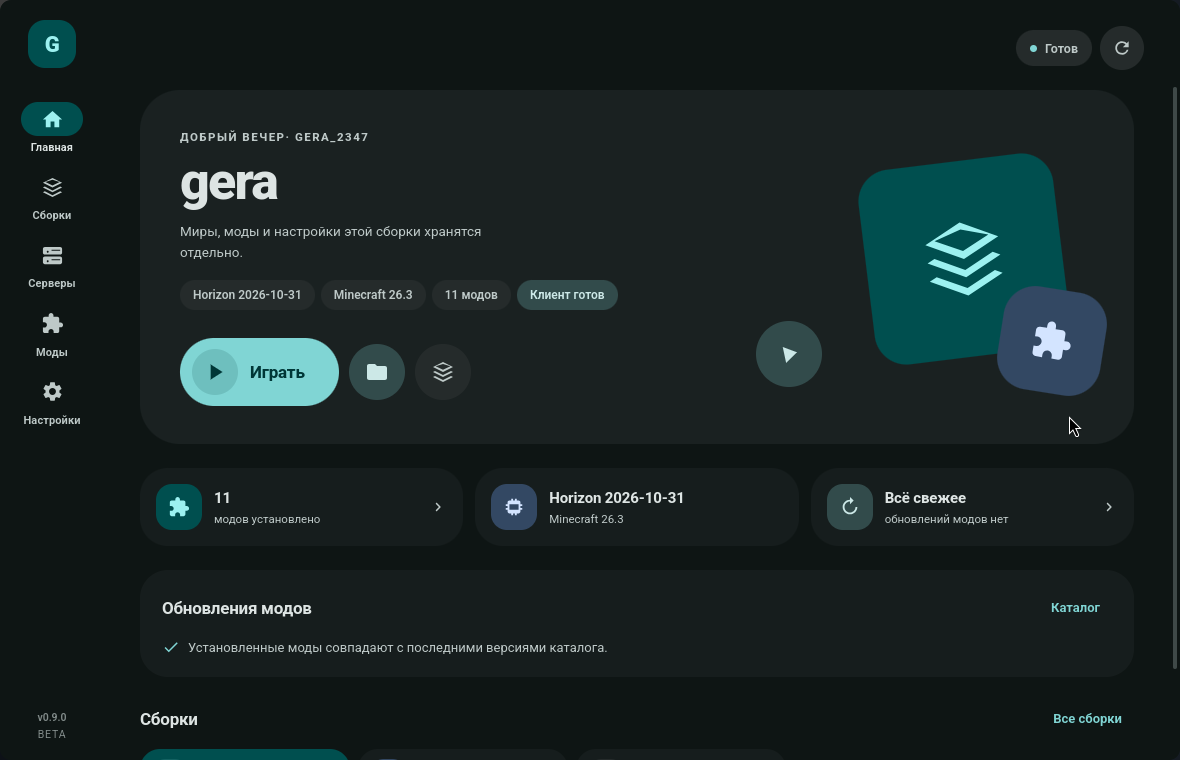 G
Готов
Главная
Сборки
Серверы
Моды
Настройки
v0.9.0
BETA
ДОБРЫЙ ВЕЧЕР· GERA_2347
gera
Миры, моды и настройки этой сборки хранятся
отдельно.
Horizon 2026-10-31
Minecraft 26.3
11 модов
Клиент готов
Играть
11
модов установлено
Horizon 2026-10-31
Minecraft 26.3
Всё свежее
обновлений модов нет
Обновления модов
Каталог
Установленные моды совпадают с последними версиями каталога.
Сборки
Все сборки